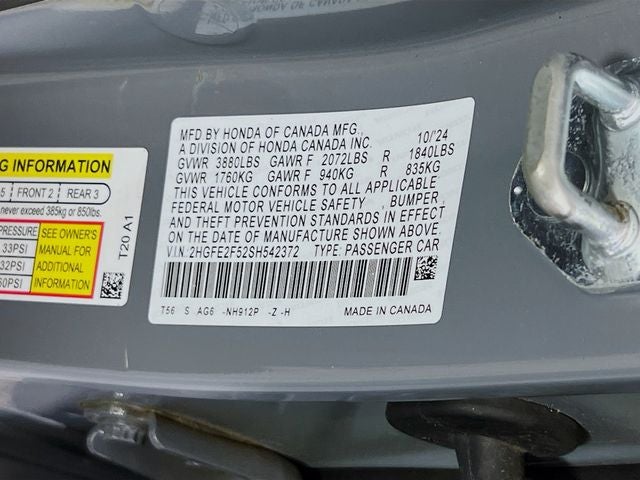 MFD BY HONDA OF CANADA MFG., 10/'24
A DIVISION OF HONDA CANADA INC.
GVWR 3880LBS GAWR F 2072LBS R 1840LBS
GVWR 1760KG GAWR F 940KG R 835KG
THIS VEHICLE CONFORMS TO ALL APPLICABLE
FEDERAL MOTOR VEHICLE SAFETY , BUMPER,
AND THEFT PREVENTION STANDARDS IN EFFECT
ON THE DATE OF MANUFACTURE SHOWN ABOVE.
V.I.N. 2HGFE2F52SH542372 TYPE: PASSENGER CAR
T56 S AG6 -NH912P -Z -H MADE IN CANADA
G INFORMATION
5 FRONT 2 REAR 3
never exceed 385kg or 850lbs.
PRESSURE SEE OWNER'S
33PSI MANUAL FOR
32PSI ADDITIONAL
60PSI INFORMATION
T20 A1